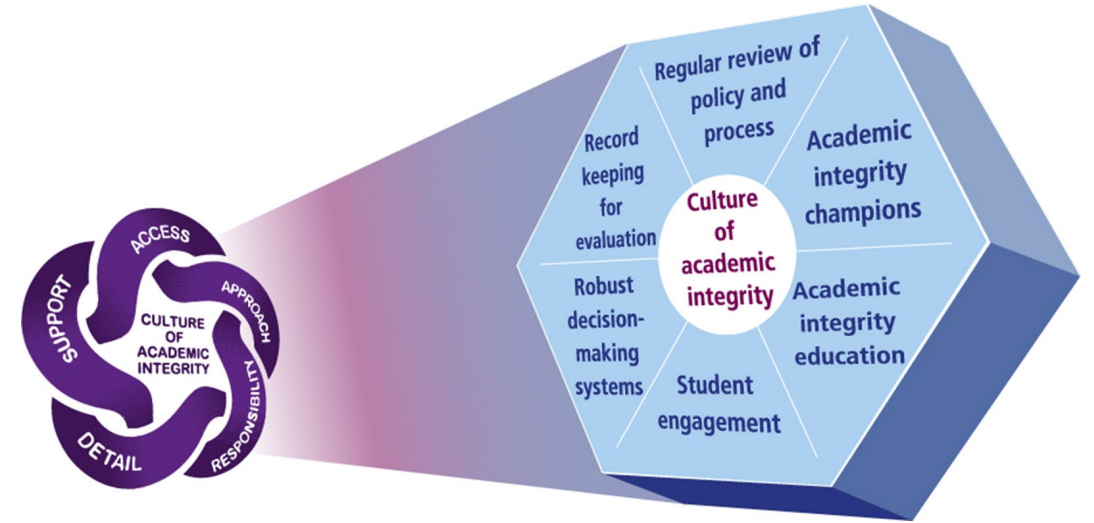 ACCESS
APPROACH
RESPONSIBILITY
DETAIL
SUPPORT
CULTURE
OF
ACADEMIC
INTEGRITY
Regular review of
policy and
process
Academic
integrity
champions
Academic
integrity
education
Student
engagement
Robust
decision-
making
systems
Record
keeping
for
evaluation
Culture
of
academic
integrity